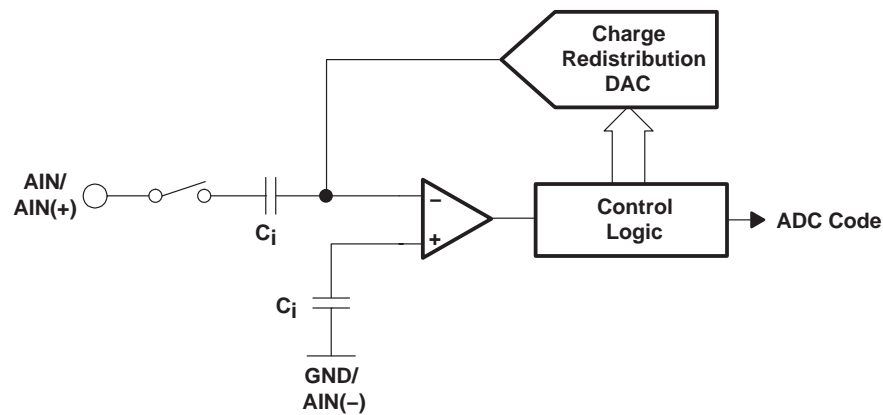 Charge
Redistribution
DAC
AIN/
AIN(+)
Ci
−
+
Control
Logic
ADC Code
Ci
GND/
AIN(−)